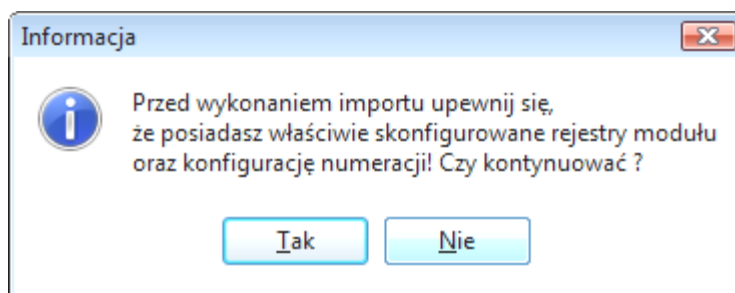 Informacja
Przed wykonaniem importu upewnij się,
że posiadasz właściwie skonfigurowane rejestry modułu
oraz konfigurację numeracji! Czy kontynuować ?
Tak
Nie